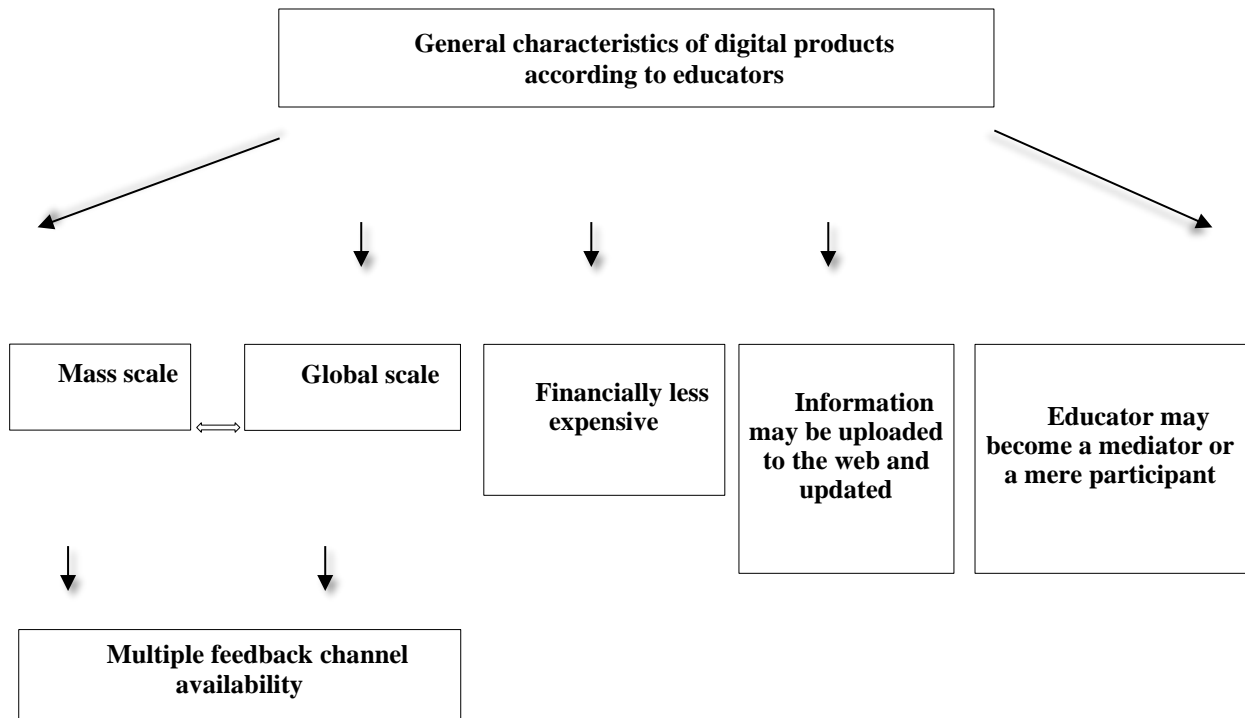 General characteristics of digital products
according to educators
Mass scale
Global scale
Financially less
expensive
Information
may be uploaded
to the web and
updated
Educator may
become a mediator or
a mere participant
Multiple feedback channel
availability